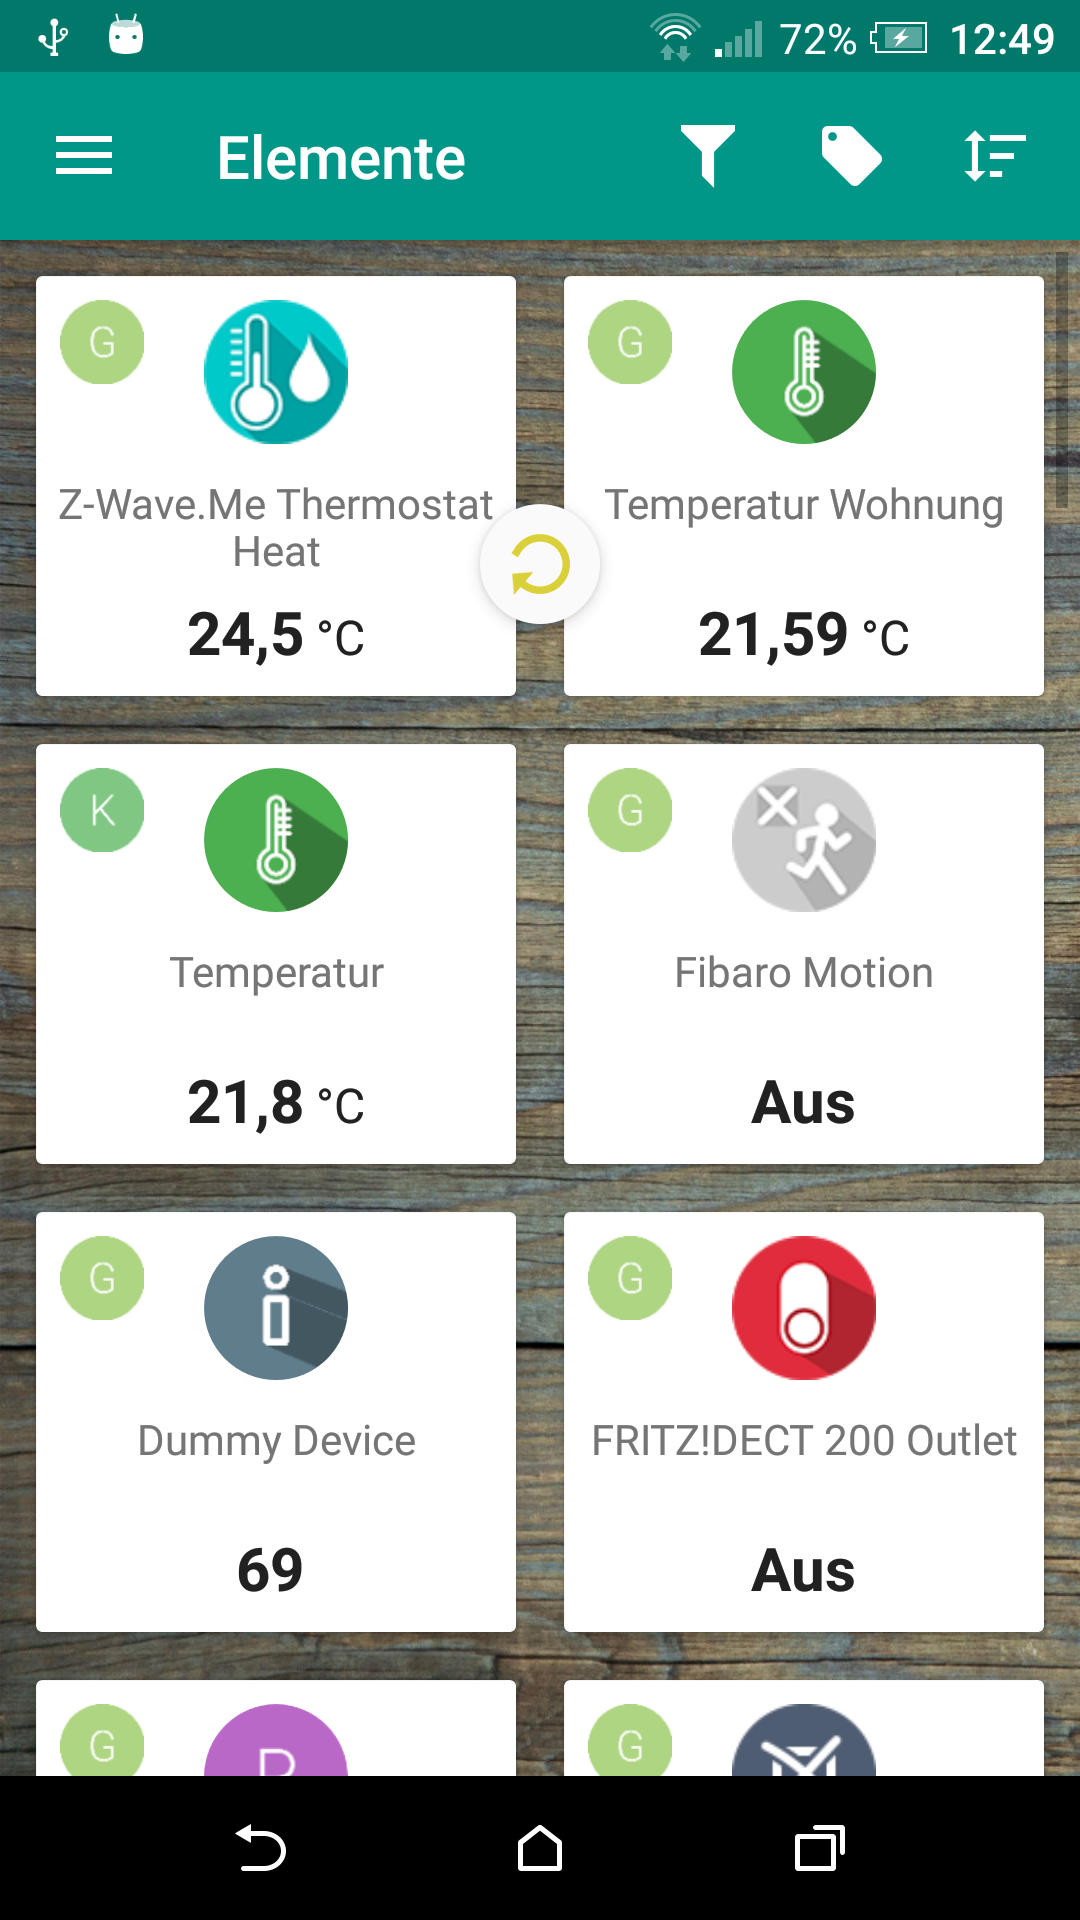 72% 12:49
Elemente
G
G
Z-Wave.Me Thermostat
Heat
24,5 °C
Temperatur Wohnung
21,59 °C
K
G
Temperatur
21,8 °C
Fibaro Motion
Aus
G
G
Dummy Device
69
FRITZ!DECT 200 Outlet
Aus
G
G